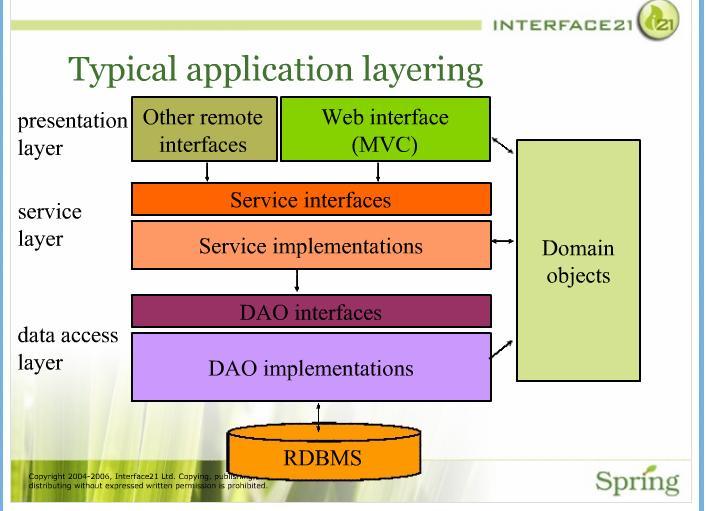 INTERFACE21
i21
Typical application layering
presentation
layer
Other remote
interfaces
Web interface
(MVC)
service
layer
Service interfaces
Service implementations
Domain
objects
data access
layer
DAO interfaces
DAO implementations
RDBMS
Copyright 2004-2006, Interface21 Ltd. Copying, publishing,
distributing without expressed written permission is prohibited.
Spring